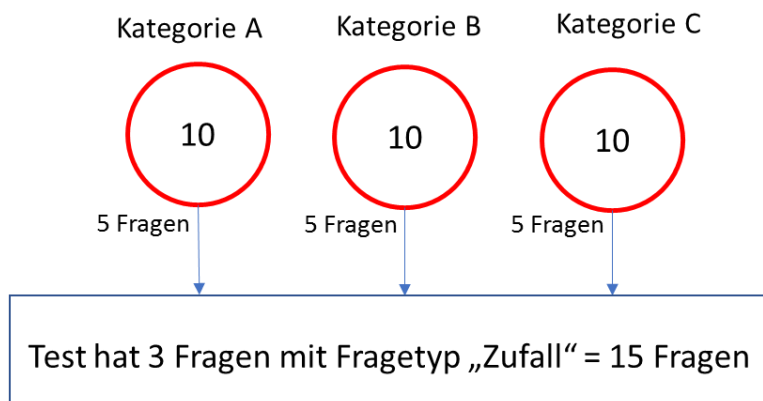 Kategorie A
Kategorie B
Kategorie C
10
10
10
5 Fragen
5 Fragen
5 Fragen
Test hat 3 Fragen mit Fragetyp „Zufall“ = 15 Fragen